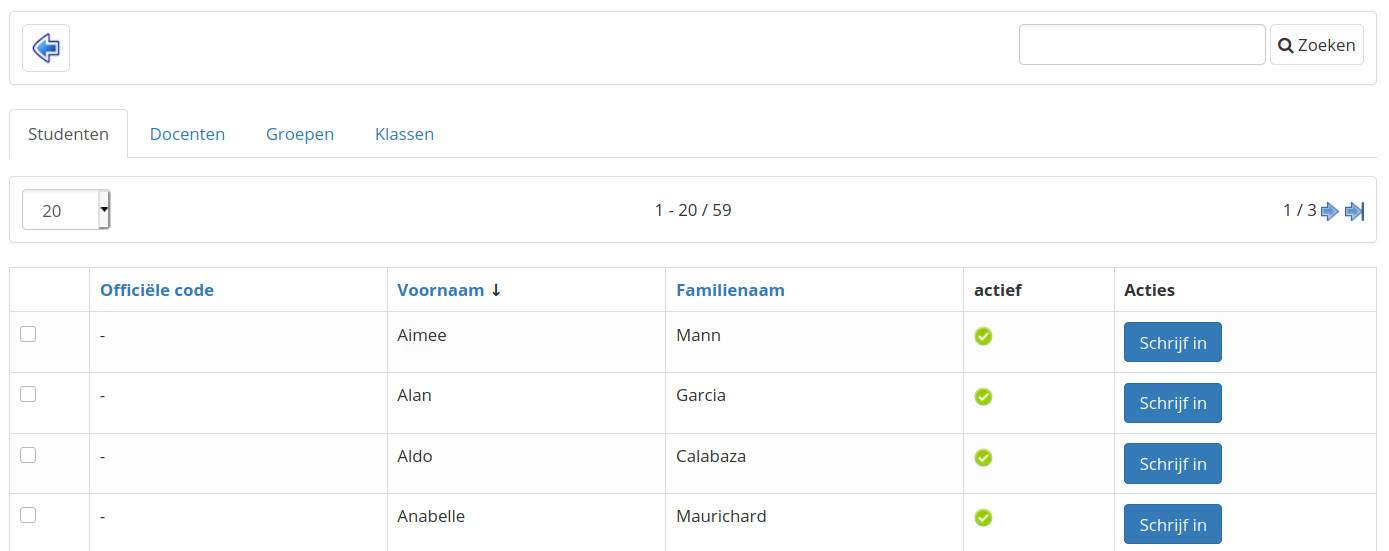 Zoeken
Studenten Docenten Groepen Klassen
20 1 - 20 / 59 1 / 3
Officiële code Voornaam ↓ Familienaam actief Acties
- Aimee Mann Schrijf in
- Alan Garcia Schrijf in
- Aldo Calabaza Schrijf in
- Anabelle Maurichard Schrijf in